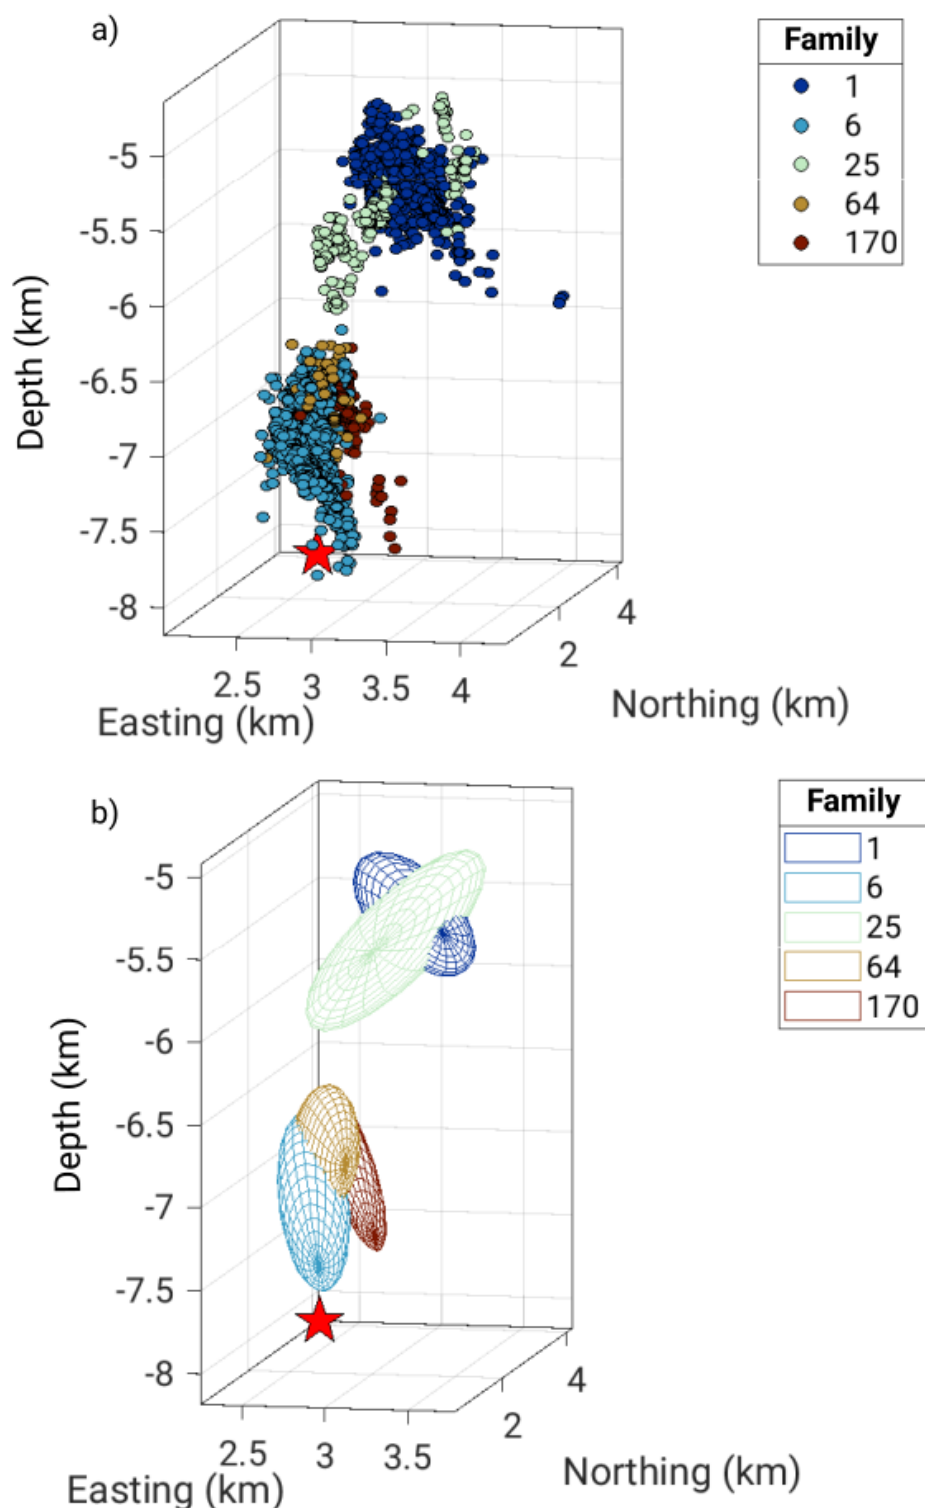 a)
Family
1
6
25
64
170
-5
-5.5
-6
-6.5
-7
-7.5
-8
Depth (km)
2.5 3 3.5 4
2 4
Easting (km)
Northing (km)
b)
Family
1
6
25
64
170
-5
-5.5
-6
-6.5
-7
-7.5
-8
Depth (km)
2.5 3 3.5
2 4
Easting (km)
Northing (km)